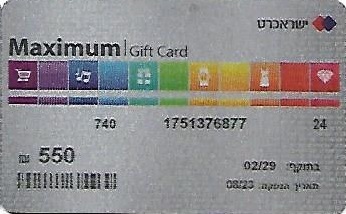 ישראכרט
Maximum Gift Card
740 1751376877 24
₪ 550
בתוקף: 02/29
תאריך הנפקה: 08/23